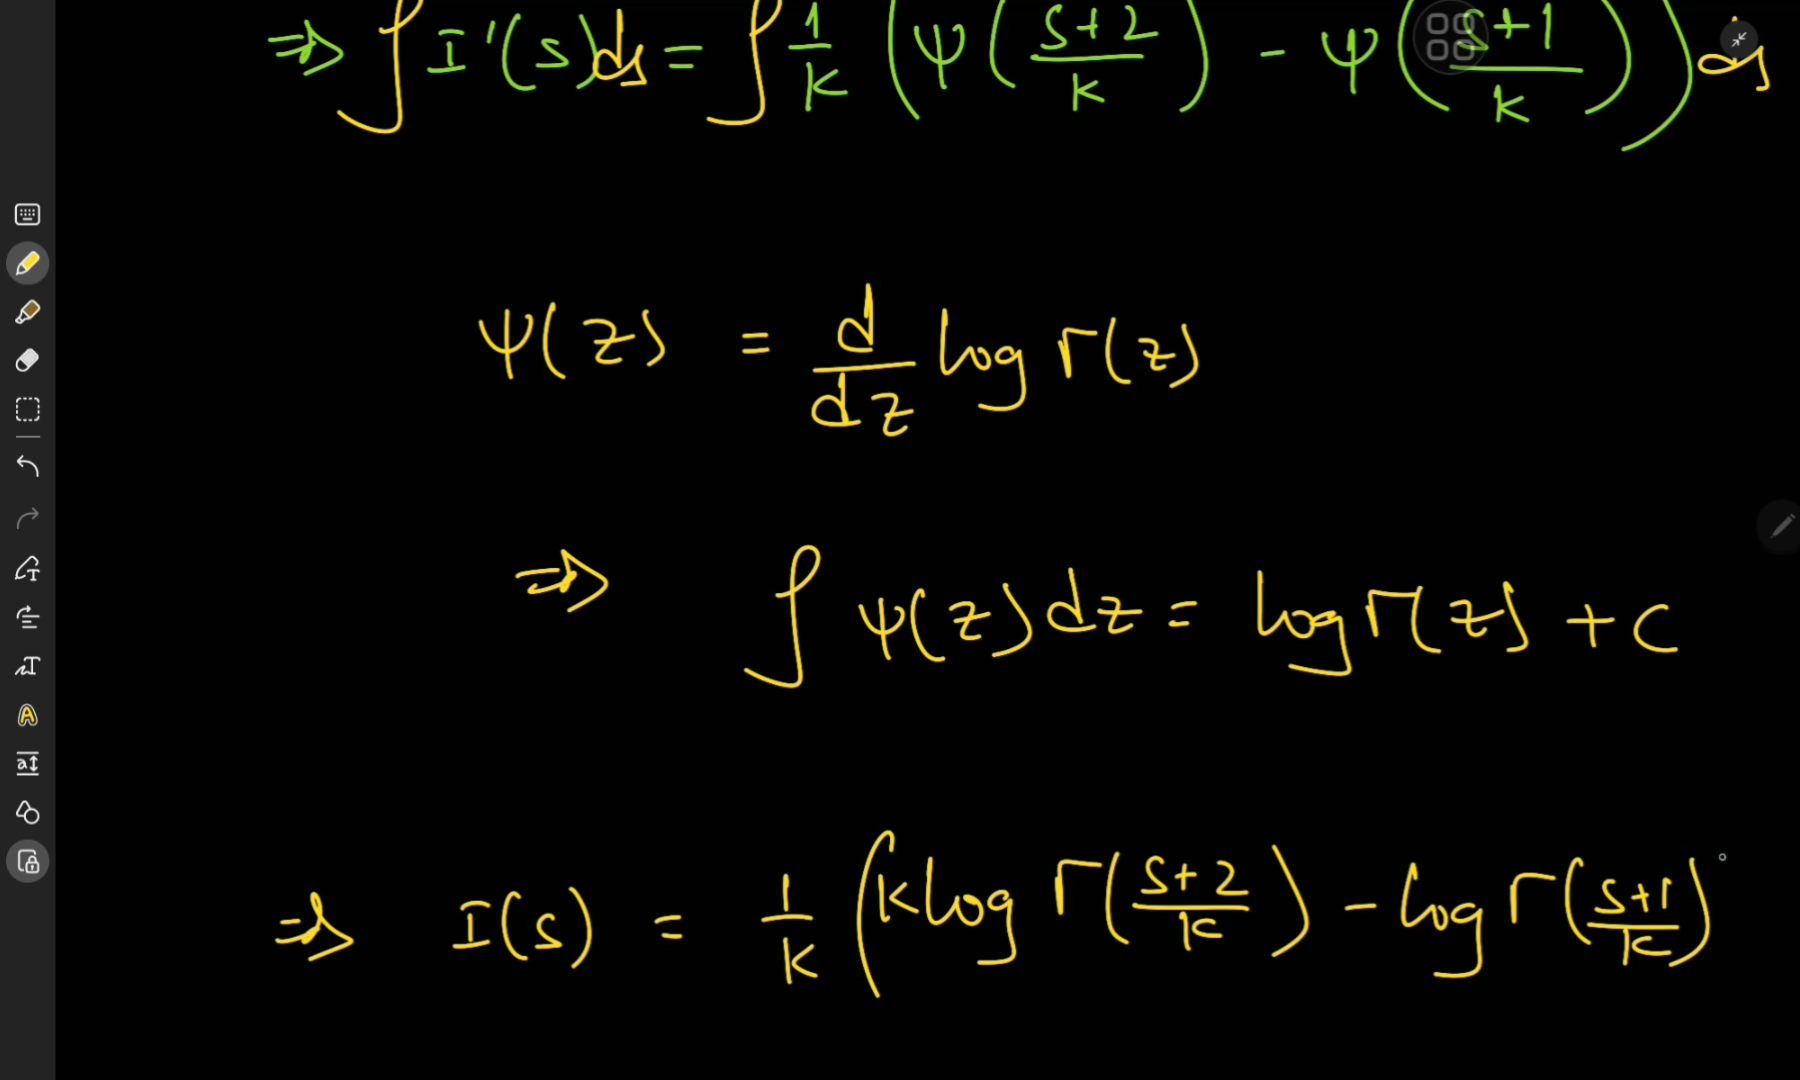 ⇒ ∫ I'(s) ds = ∫ 1/k (ψ((s+2)/k) - ψ((s+1)/k)) ds
ψ(z) = d/dz log Γ(z)
⇒ ∫ ψ(z) dz = log Γ(z) + c
⇒ I(s) = 1/k (k log Γ((s+2)/k) - log Γ((s+1)/k)